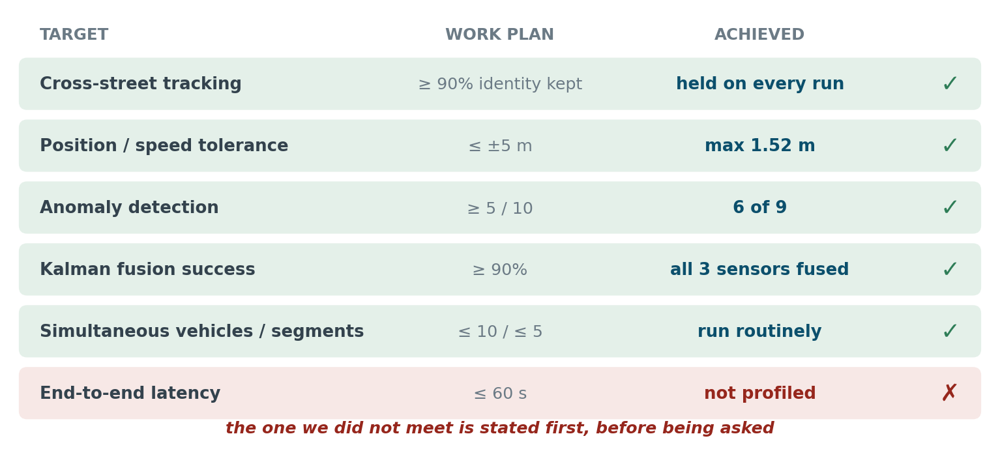 TARGET WORK PLAN ACHIEVED
Cross-street tracking ≥ 90% identity kept held on every run ✓
Position / speed tolerance ≤ ±5 m max 1.52 m ✓
Anomaly detection ≥ 5 / 10 6 of 9 ✓
Kalman fusion success ≥ 90% all 3 sensors fused ✓
Simultaneous vehicles / segments ≤ 10 / ≤ 5 run routinely ✓
End-to-end latency ≤ 60 s not profiled ✗
the one we did not meet is stated first, before being asked